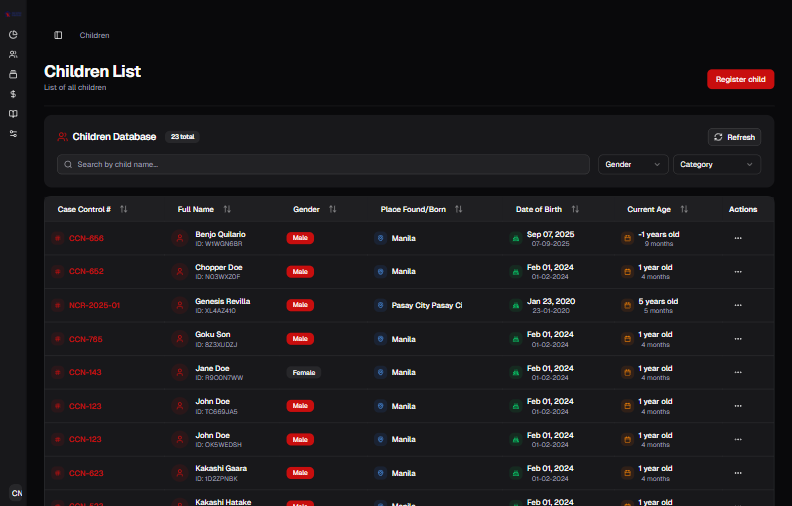 Children
Children List
List of all children
Register child
Children Database 23 total
Refresh
Search by child name...
Gender
Category
Case Control # Full Name Gender Place Found/Born Date of Birth Current Age Actions
CCN-656 Benjo Quilario Male Manila Sep 07, 2025 -1 years old
ID: W1WGN6BR 07-09-2025 9 months
CCN-652 Chopper Doe Male Manila Feb 01, 2024 1 year old
ID: N03WXZ0F 01-02-2024 4 months
NCR-2025-01 Genesis Revilla Male Pasay City Pasay Ci Jan 23, 2020 5 years old
ID: XL4AZ410 23-01-2020 5 months
CCN-765 Goku Son Male Manila Feb 01, 2024 1 year old
ID: 8Z3XUDZJ 01-02-2024 4 months
CCN-143 Jane Doe Female Manila Feb 01, 2024 1 year old
ID: R9O0N7WW 01-02-2024 4 months
CCN-123 John Doe Male Manila Feb 01, 2024 1 year old
ID: TC669JA5 01-02-2024 4 months
CCN-123 John Doe Male Manila Feb 01, 2024 1 year old
ID: OK5WEDSH 01-02-2024 4 months
CCN-623 Kakashi Gaara Male Manila Feb 01, 2024 1 year old
ID: 1D2ZPNBK 01-02-2024 4 months
CCN-523 Kakashi Hatake Male Manila Feb 01, 2024 1 year old
CN